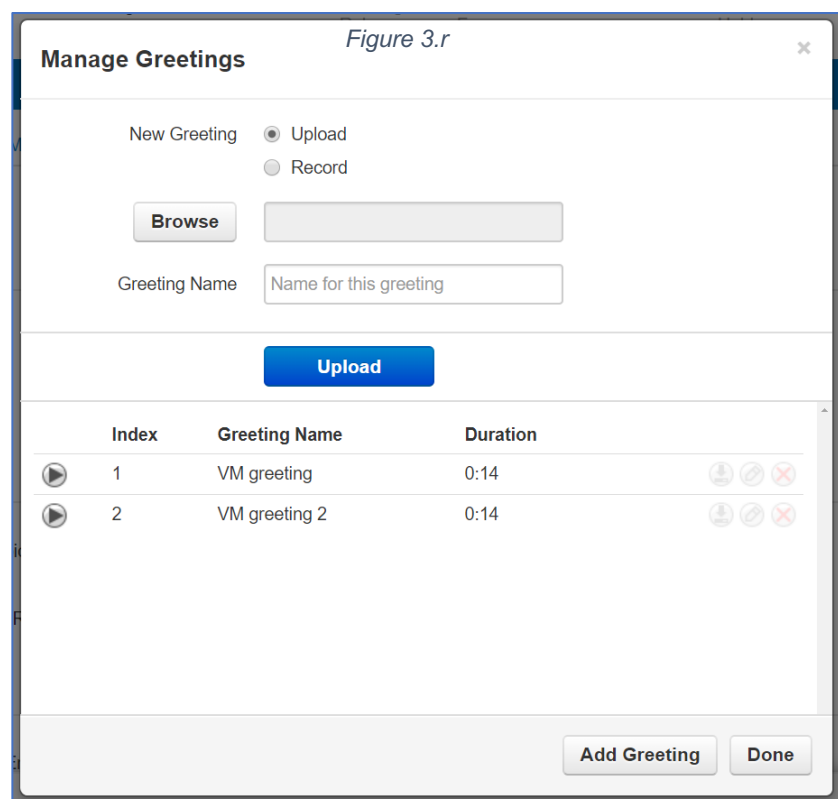 Figure 3.r
Manage Greetings ×
New Greeting Upload
Record
Browse
Greeting Name Name for this greeting
Upload
Index Greeting Name Duration
1 VM greeting 0:14
2 VM greeting 2 0:14
Add Greeting Done